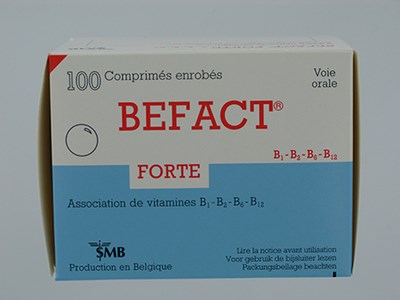 100 Comprimés enrobés
Voie
orale
BEFACT®
FORTE
B₁-B₂-B₆-B₁₂
Association de vitamines B₁-B₂-B₆-B₁₂
SMB
Production en Belgique
Lire la notice avant utilisation
Voor gebruik de bijsluiter lezen
Packungsbeilage beachten